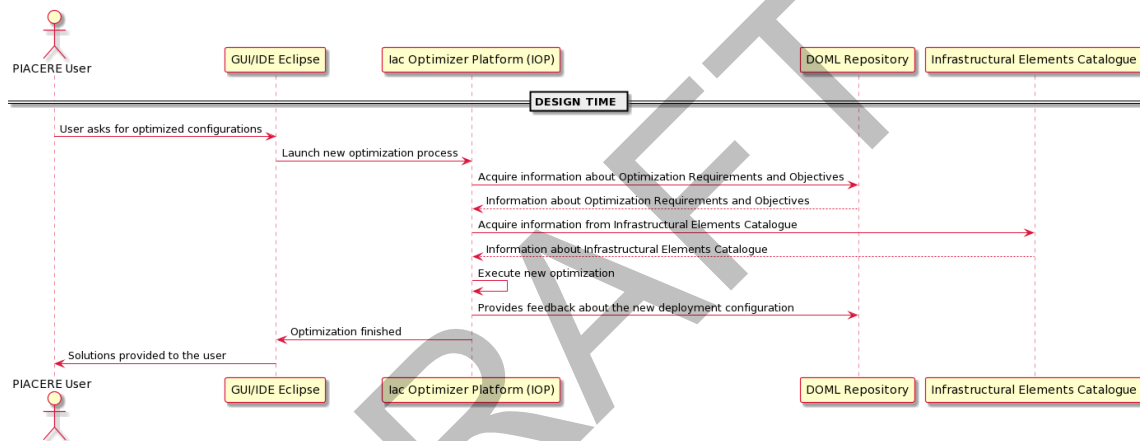 PIACERE User
GUI/IDE Eclipse
Iac Optimizer Platform (IOP)
DOML Repository
Infrastructural Elements Catalogue
DESIGN TIME
User asks for optimized configurations
Launch new optimization process
Acquire information about Optimization Requirements and Objectives
Information about Optimization Requirements and Objectives
Acquire information from Infrastructural Elements Catalogue
Information about Infrastructural Elements Catalogue
Execute new optimization
Provides feedback about the new deployment configuration
Optimization finished
Solutions provided to the user
PIACERE User
GUI/IDE Eclipse
Iac Optimizer Platform (IOP)
DOML Repository
Infrastructural Elements Catalogue
RAFT